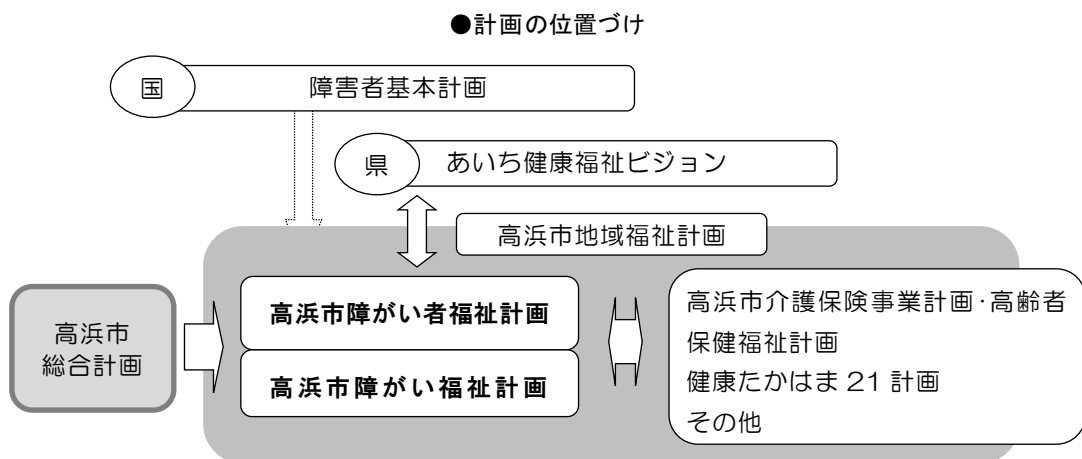 ●計画の位置づけ
国
障害者基本計画
県
あいち健康福祉ビジョン
高浜市地域福祉計画
高浜市
総合計画
高浜市障がい者福祉計画
高浜市障がい福祉計画
高浜市介護保険事業計画・高齢者
保健福祉計画
健康たかはま 21 計画
その他